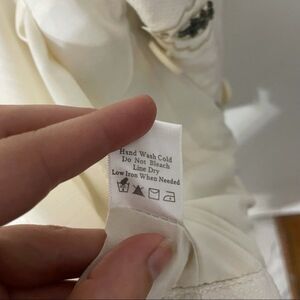 Hand Wash Cold
Do Not Bleach
Line Dry
Low Iron When Needed